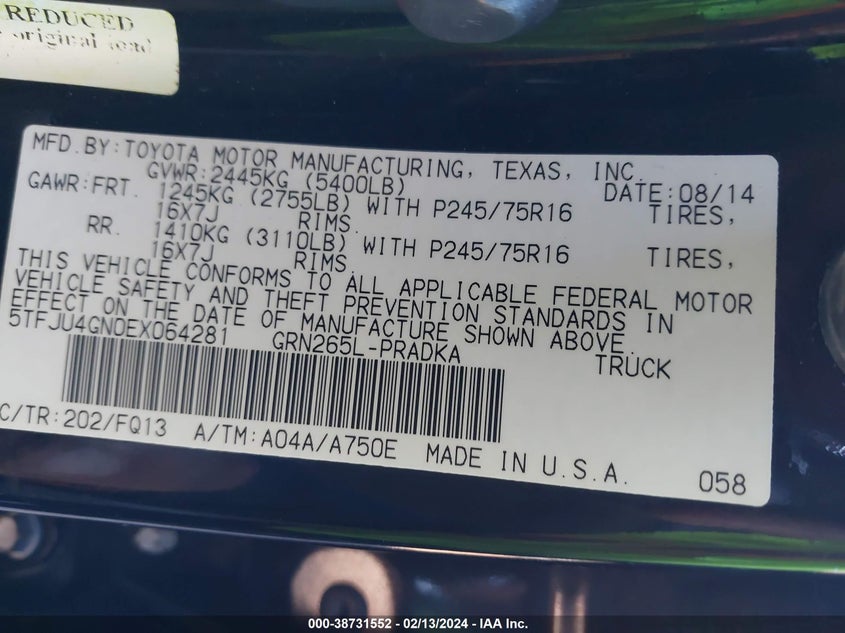 REDUCED
original
MFD.BY:TOYOTA MOTOR MANUFACTURING, TEXAS, INC.
GVWR:2445KG (5400LB) DATE:08/14
GAWR:FRT. 1245KG (2755LB) WITH P245/75R16 TIRES,
16X7J RIMS.
RR. 1410KG (3110LB) WITH P245/75R16 TIRES,
16X7J RIMS.
THIS VEHICLE CONFORMS TO ALL APPLICABLE FEDERAL MOTOR
VEHICLE SAFETY AND THEFT PREVENTION STANDARDS IN
EFFECT ON THE DATE OF MANUFACTURE SHOWN ABOVE.
5TFJU4GN0EX064281 GRN265L-PRADKA TRUCK
C/TR:202/FQ13 A/TM:A04A/A750E MADE IN U.S.A. 058
000-38731552 - 02/13/2024 - IAA Inc.